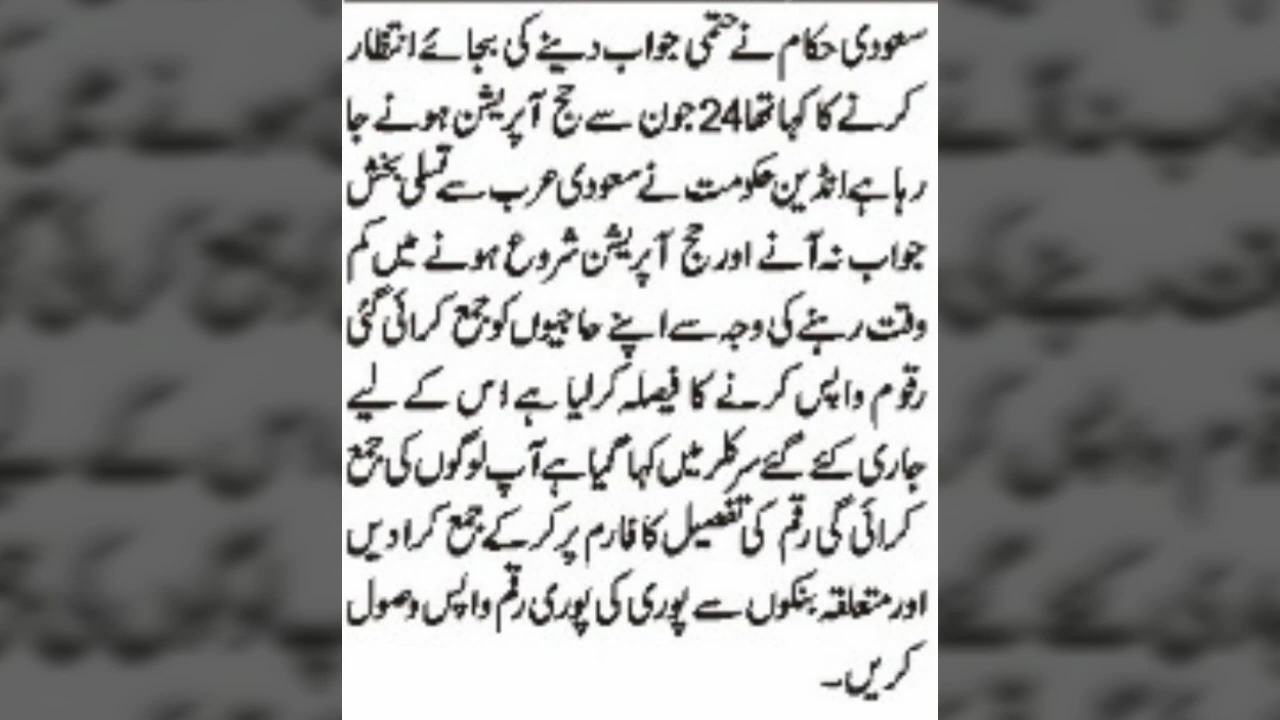 سعودی حکام نے حتمی جواب دینے کی بجائے انتظار
کرنے کا کہا تھا 24 جون سے حج آپریشن ہونے جا
رہا ہے انڈین حکومت نے سعودی عرب سے تسلی بخش
جواب نہ آنے اور حج آپریشن شروع ہونے میں کم
وقت رہنے کی وجہ سے اپنے حاجیوں کو جمع کرائی گئی
رقوم واپس کرنے کا فیصلہ کرلیا ہے اس کے لیے
جاری کئے گئے سرکلر میں کہا گیا ہے آپ لوگوں کی جمع
کرائی گی رقم کی تفصیل کا فارم پر کر کے جمع کرا دیں
اور متعلقہ بنکوں سے پوری کی پوری رقم واپس وصول
کریں۔